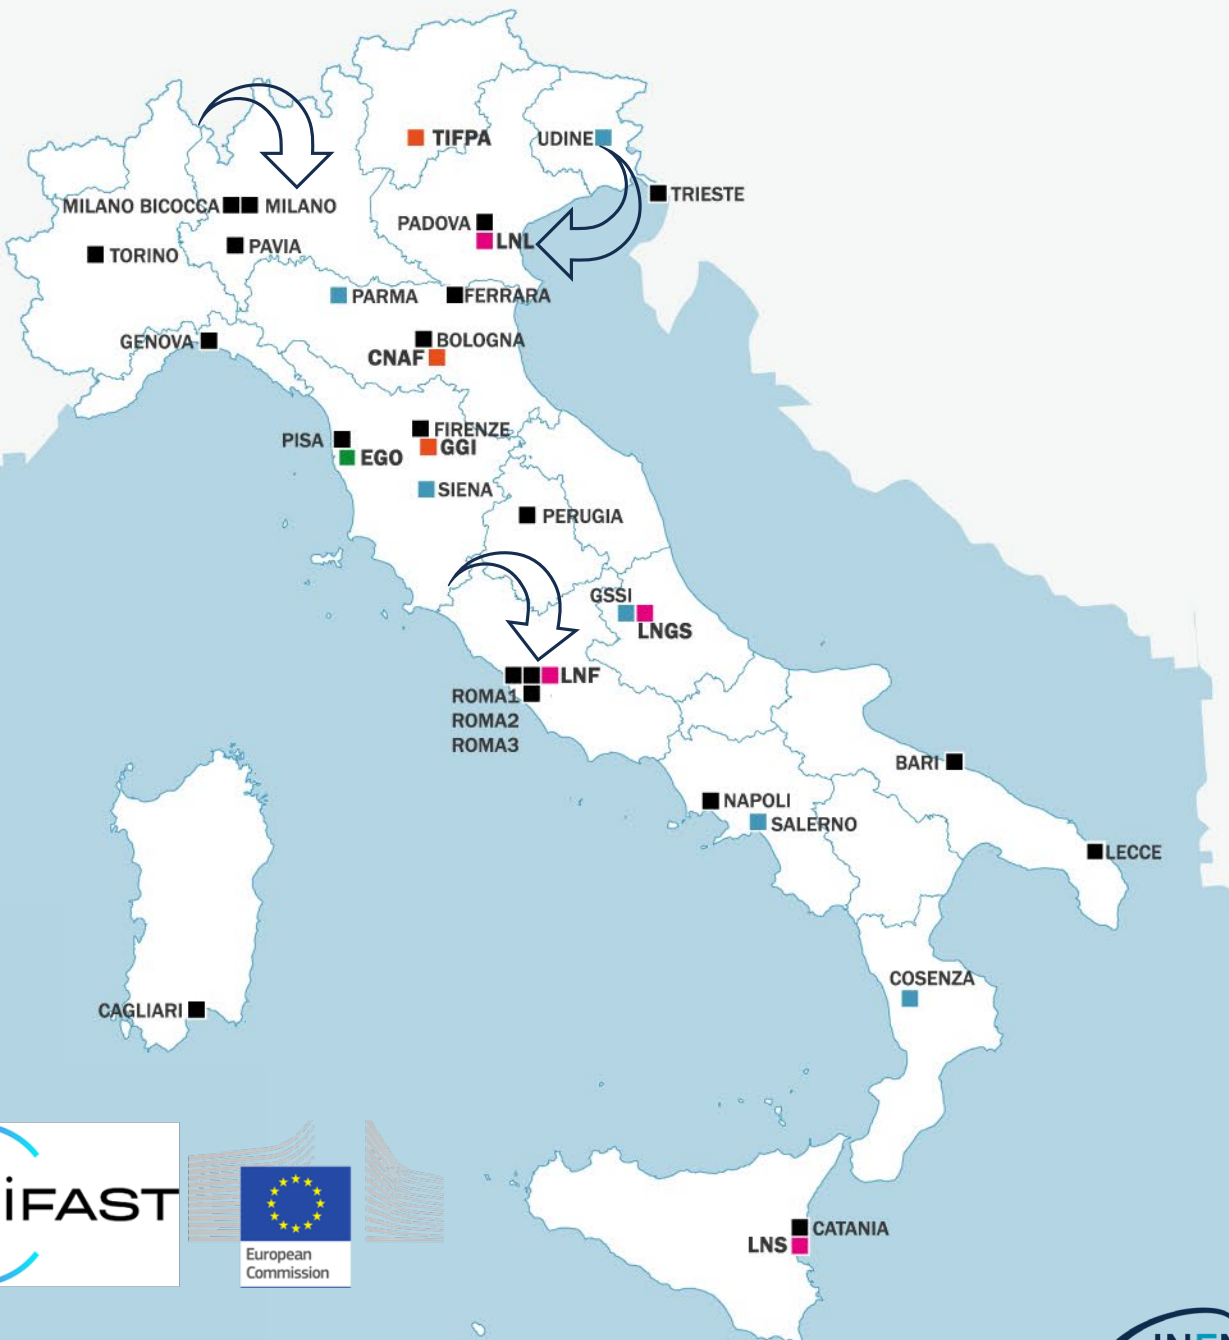 TIFPA
UDINE
TRIESTE
MILANO BICOCCA
MILANO
PADOVA
LNL
TORINO
PAVIA
PARMA
FERRARA
GENOVA
BOLOGNA
CNAF
PISA
FIRENZE
GGI
EGO
SIENA
PERUGIA
GSSI
LNGS
LNF
ROMA1
ROMA2
ROMA3
BARI
NAPOLI
SALERNO
LECCE
COSENZA
CAGLIARI
iFAST
European
Commission
CATANIA
LNS